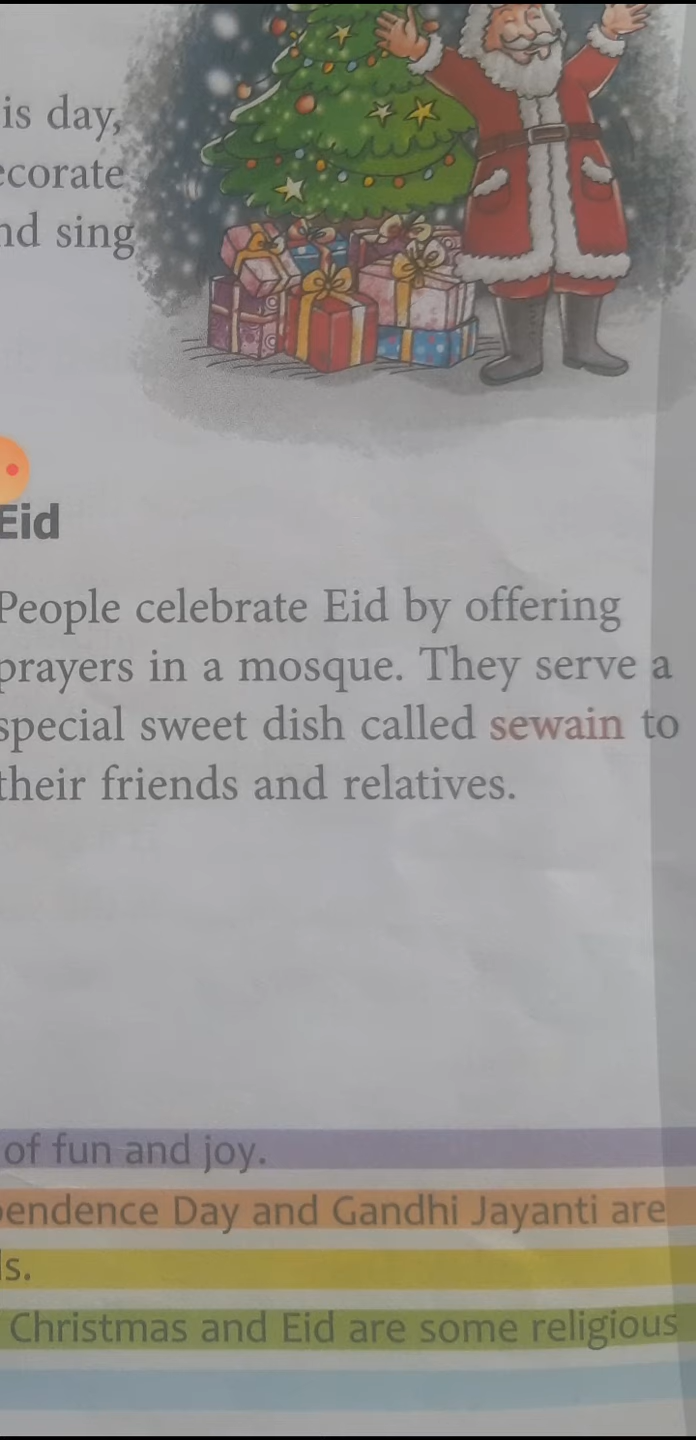 is day,
ecorate
nd sing
Eid
People celebrate Eid by offering
prayers in a mosque. They serve a
special sweet dish called sewain to
their friends and relatives.
of fun and joy.
pendence Day and Gandhi Jayanti are
ls.
Christmas and Eid are some religious